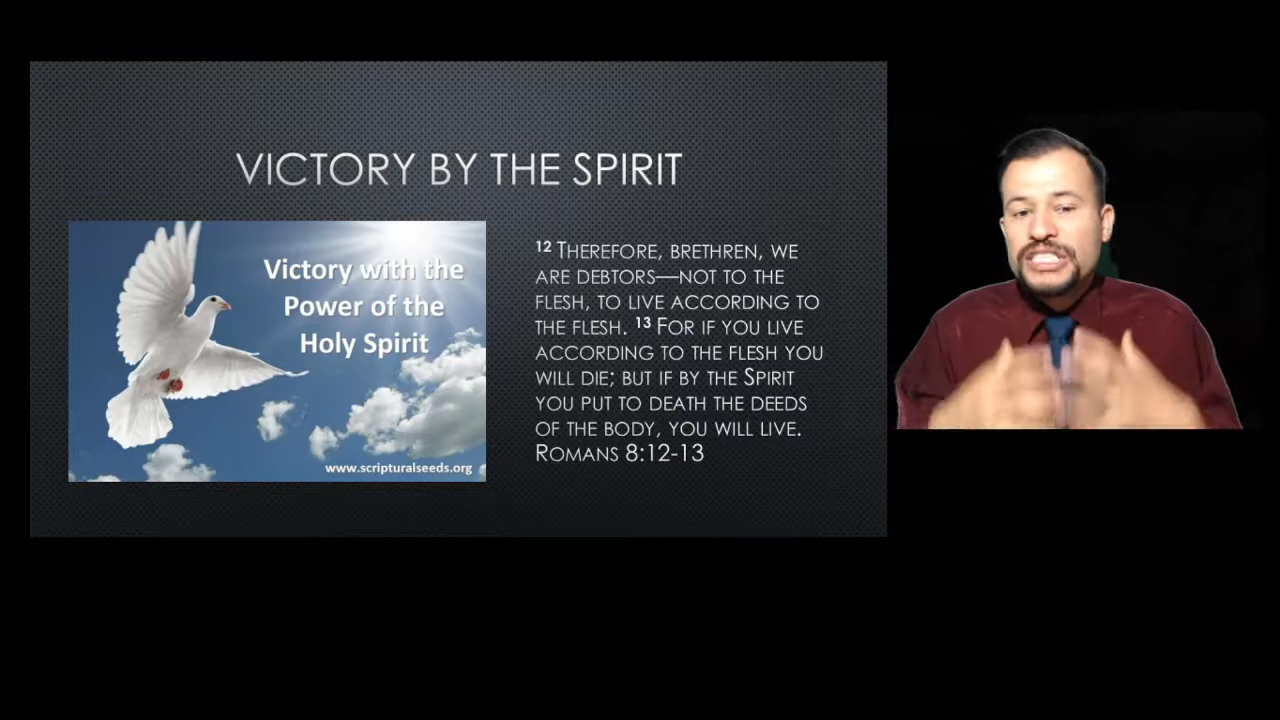 VICTORY BY THE SPIRIT
Victory with the
Power of the
Holy Spirit
www.scripturalseeds.org
12 THEREFORE, BRETHREN, WE
ARE DEBTORS—NOT TO THE
FLESH, TO LIVE ACCORDING TO
THE FLESH. 13 FOR IF YOU LIVE
ACCORDING TO THE FLESH YOU
WILL DIE; BUT IF BY THE SPIRIT
YOU PUT TO DEATH THE DEEDS
OF THE BODY, YOU WILL LIVE.
ROMANS 8:12-13